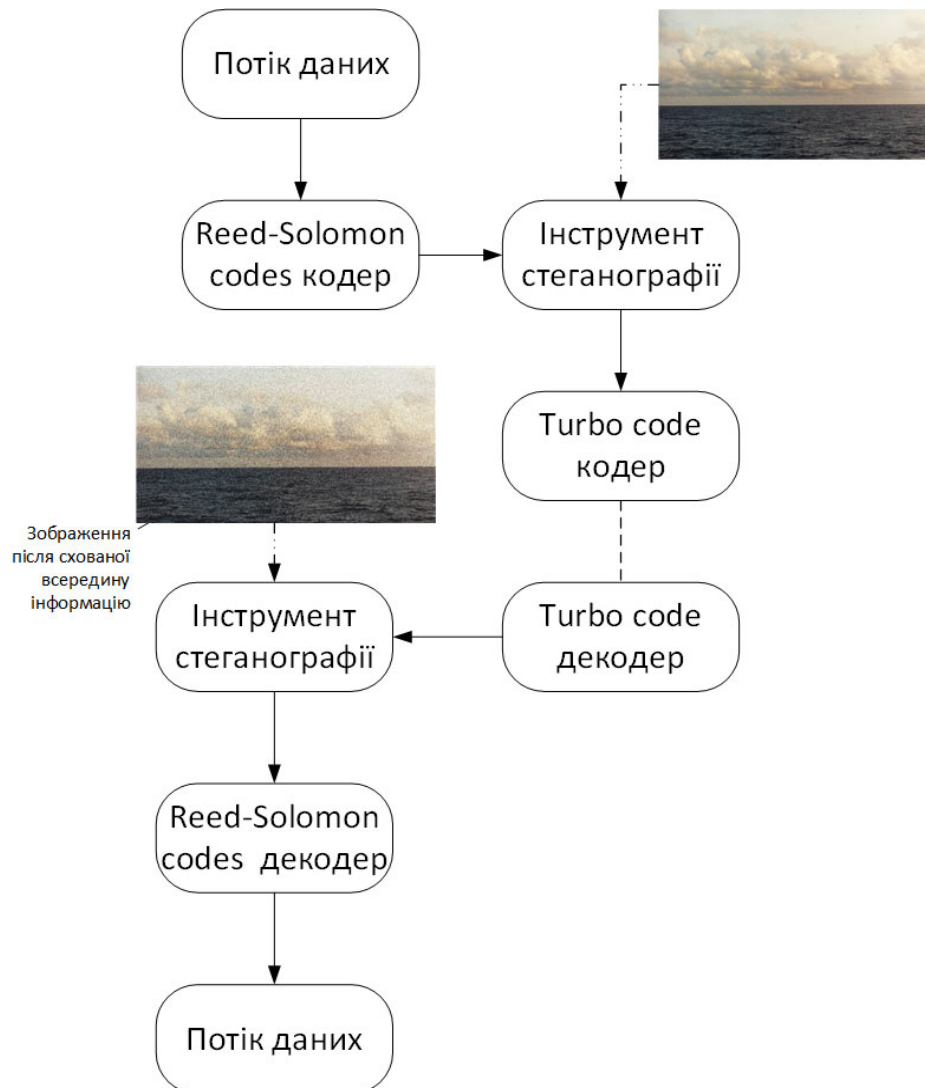 Потік даних
Reed-Solomon
codes кодер
Інструмент
стеганографії
Turbo code
кодер
Зображення
після схованої
всередину
інформацію
Turbo code
декодер
Інструмент
стеганографії
Reed-Solomon
codes декодер
Потік даних